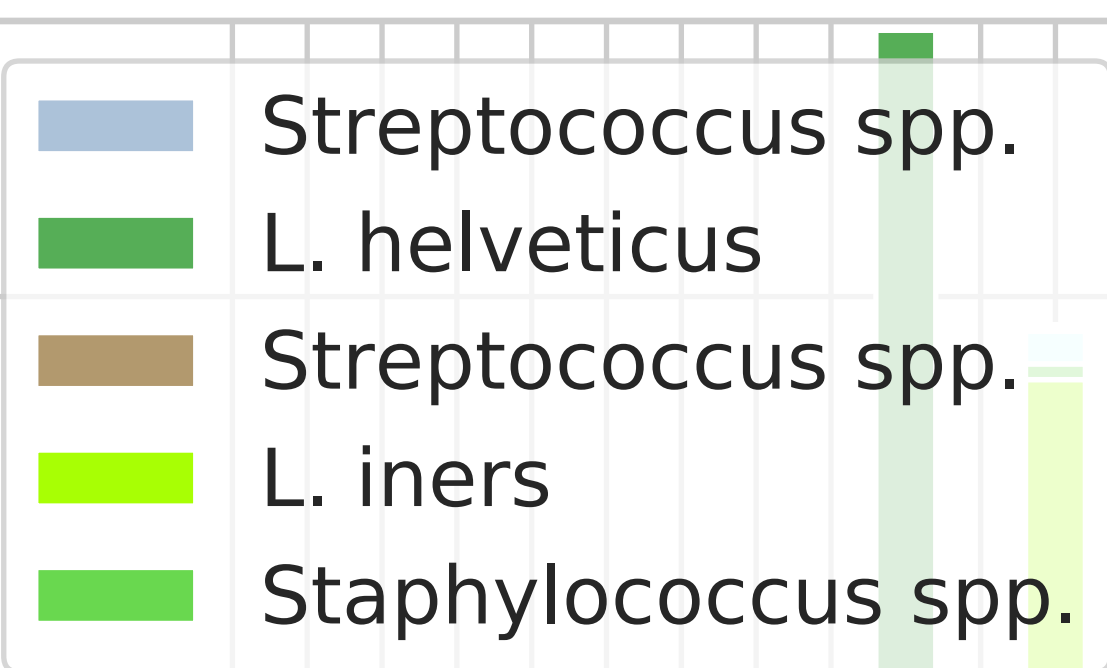 Streptococcus spp.
L. helveticus
Streptococcus spp.
L. iners
Staphylococcus spp.